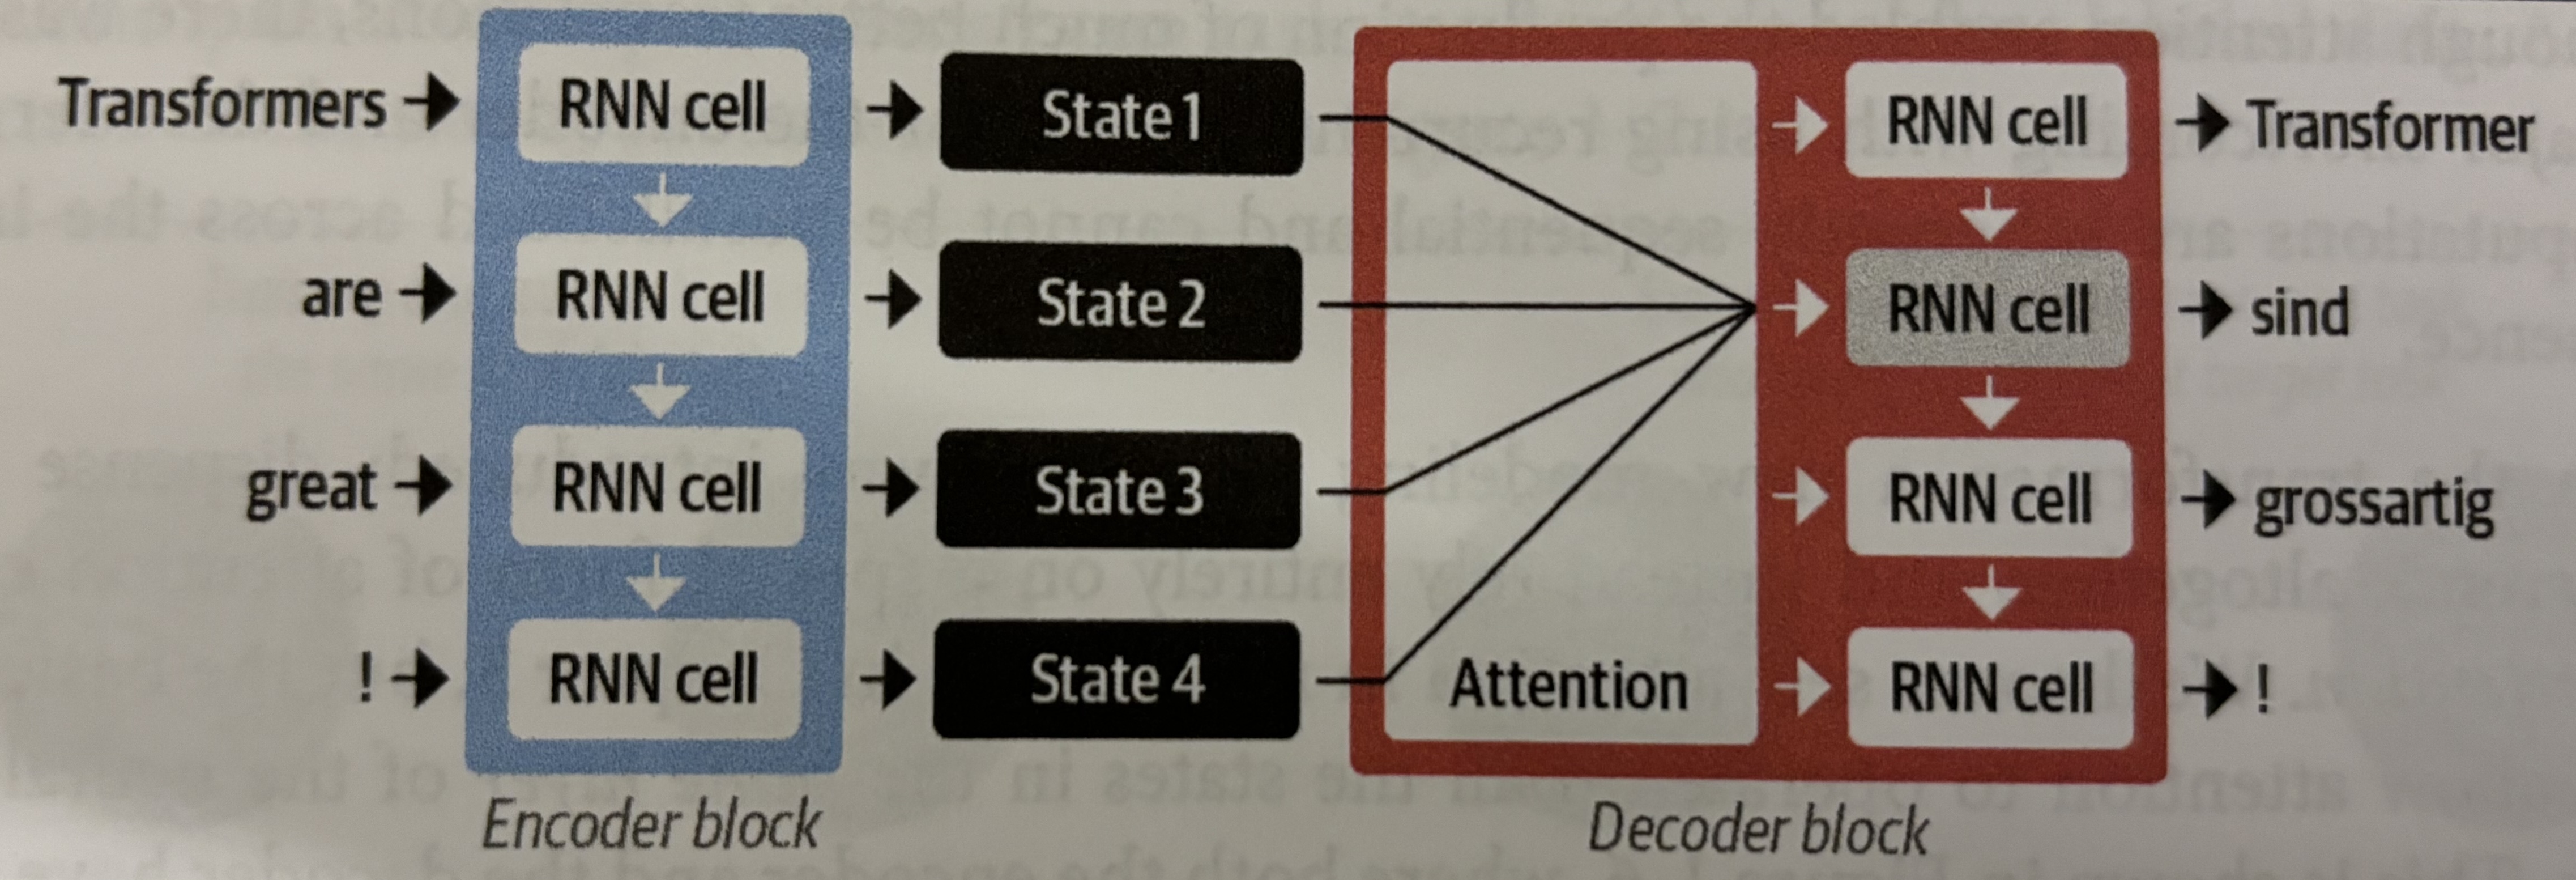 Transformers
RNN cell
State 1
RNN cell
Transformer
are
RNN cell
State 2
RNN cell
sind
great
RNN cell
State 3
RNN cell
grossartig
!
RNN cell
State 4
Attention
RNN cell
!
Encoder block
Decoder block